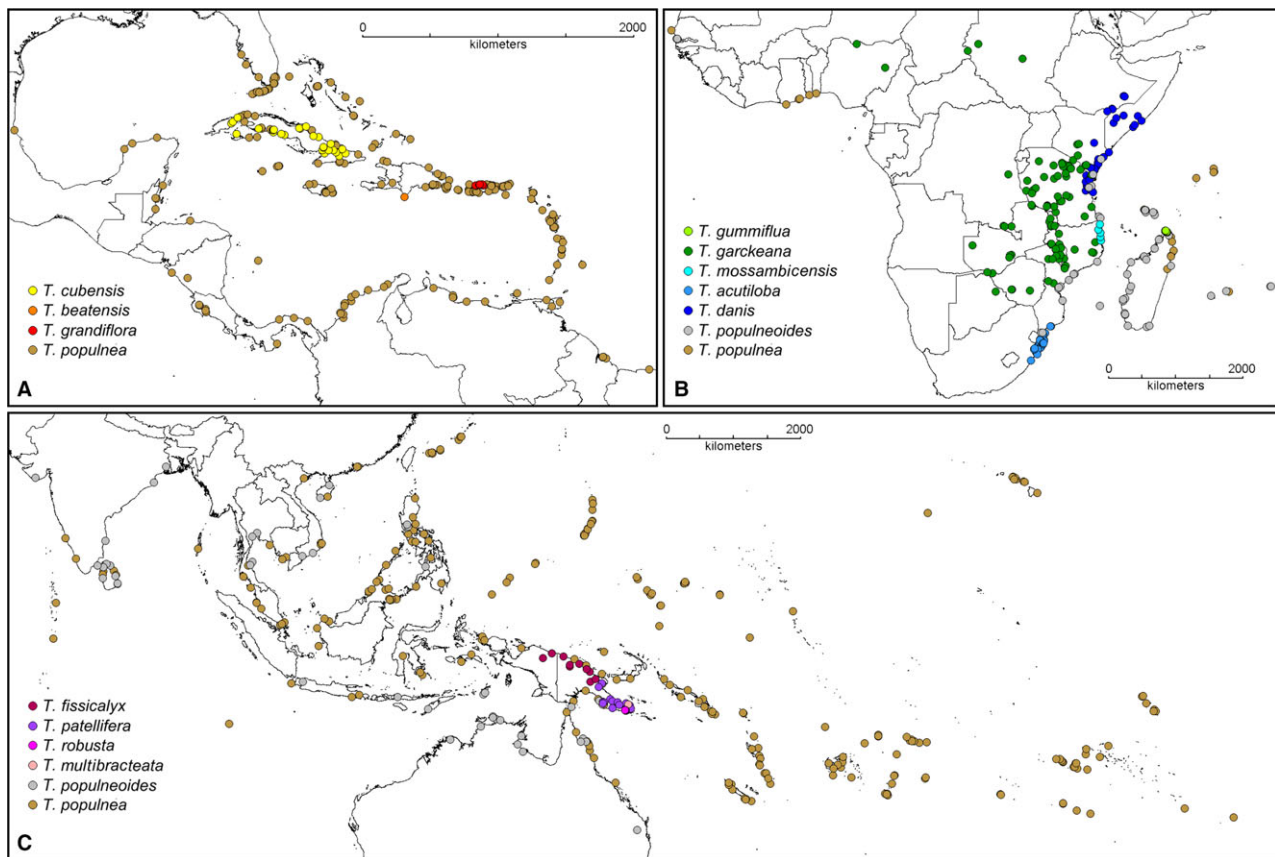 0 2000
kilometers
T. cubensis
T. beatensis
T. grandiflora
T. populnea
A
T. gummiflua
T. garckeana
T. mossambicensis
T. acutiloba
T. danis
T. populneoides
T. populnea
0 2000
kilometers
B
0 2000
kilometers
T. fissicalyx
T. patellifera
T. robusta
T. multibracteata
T. populneoides
T. populnea
C